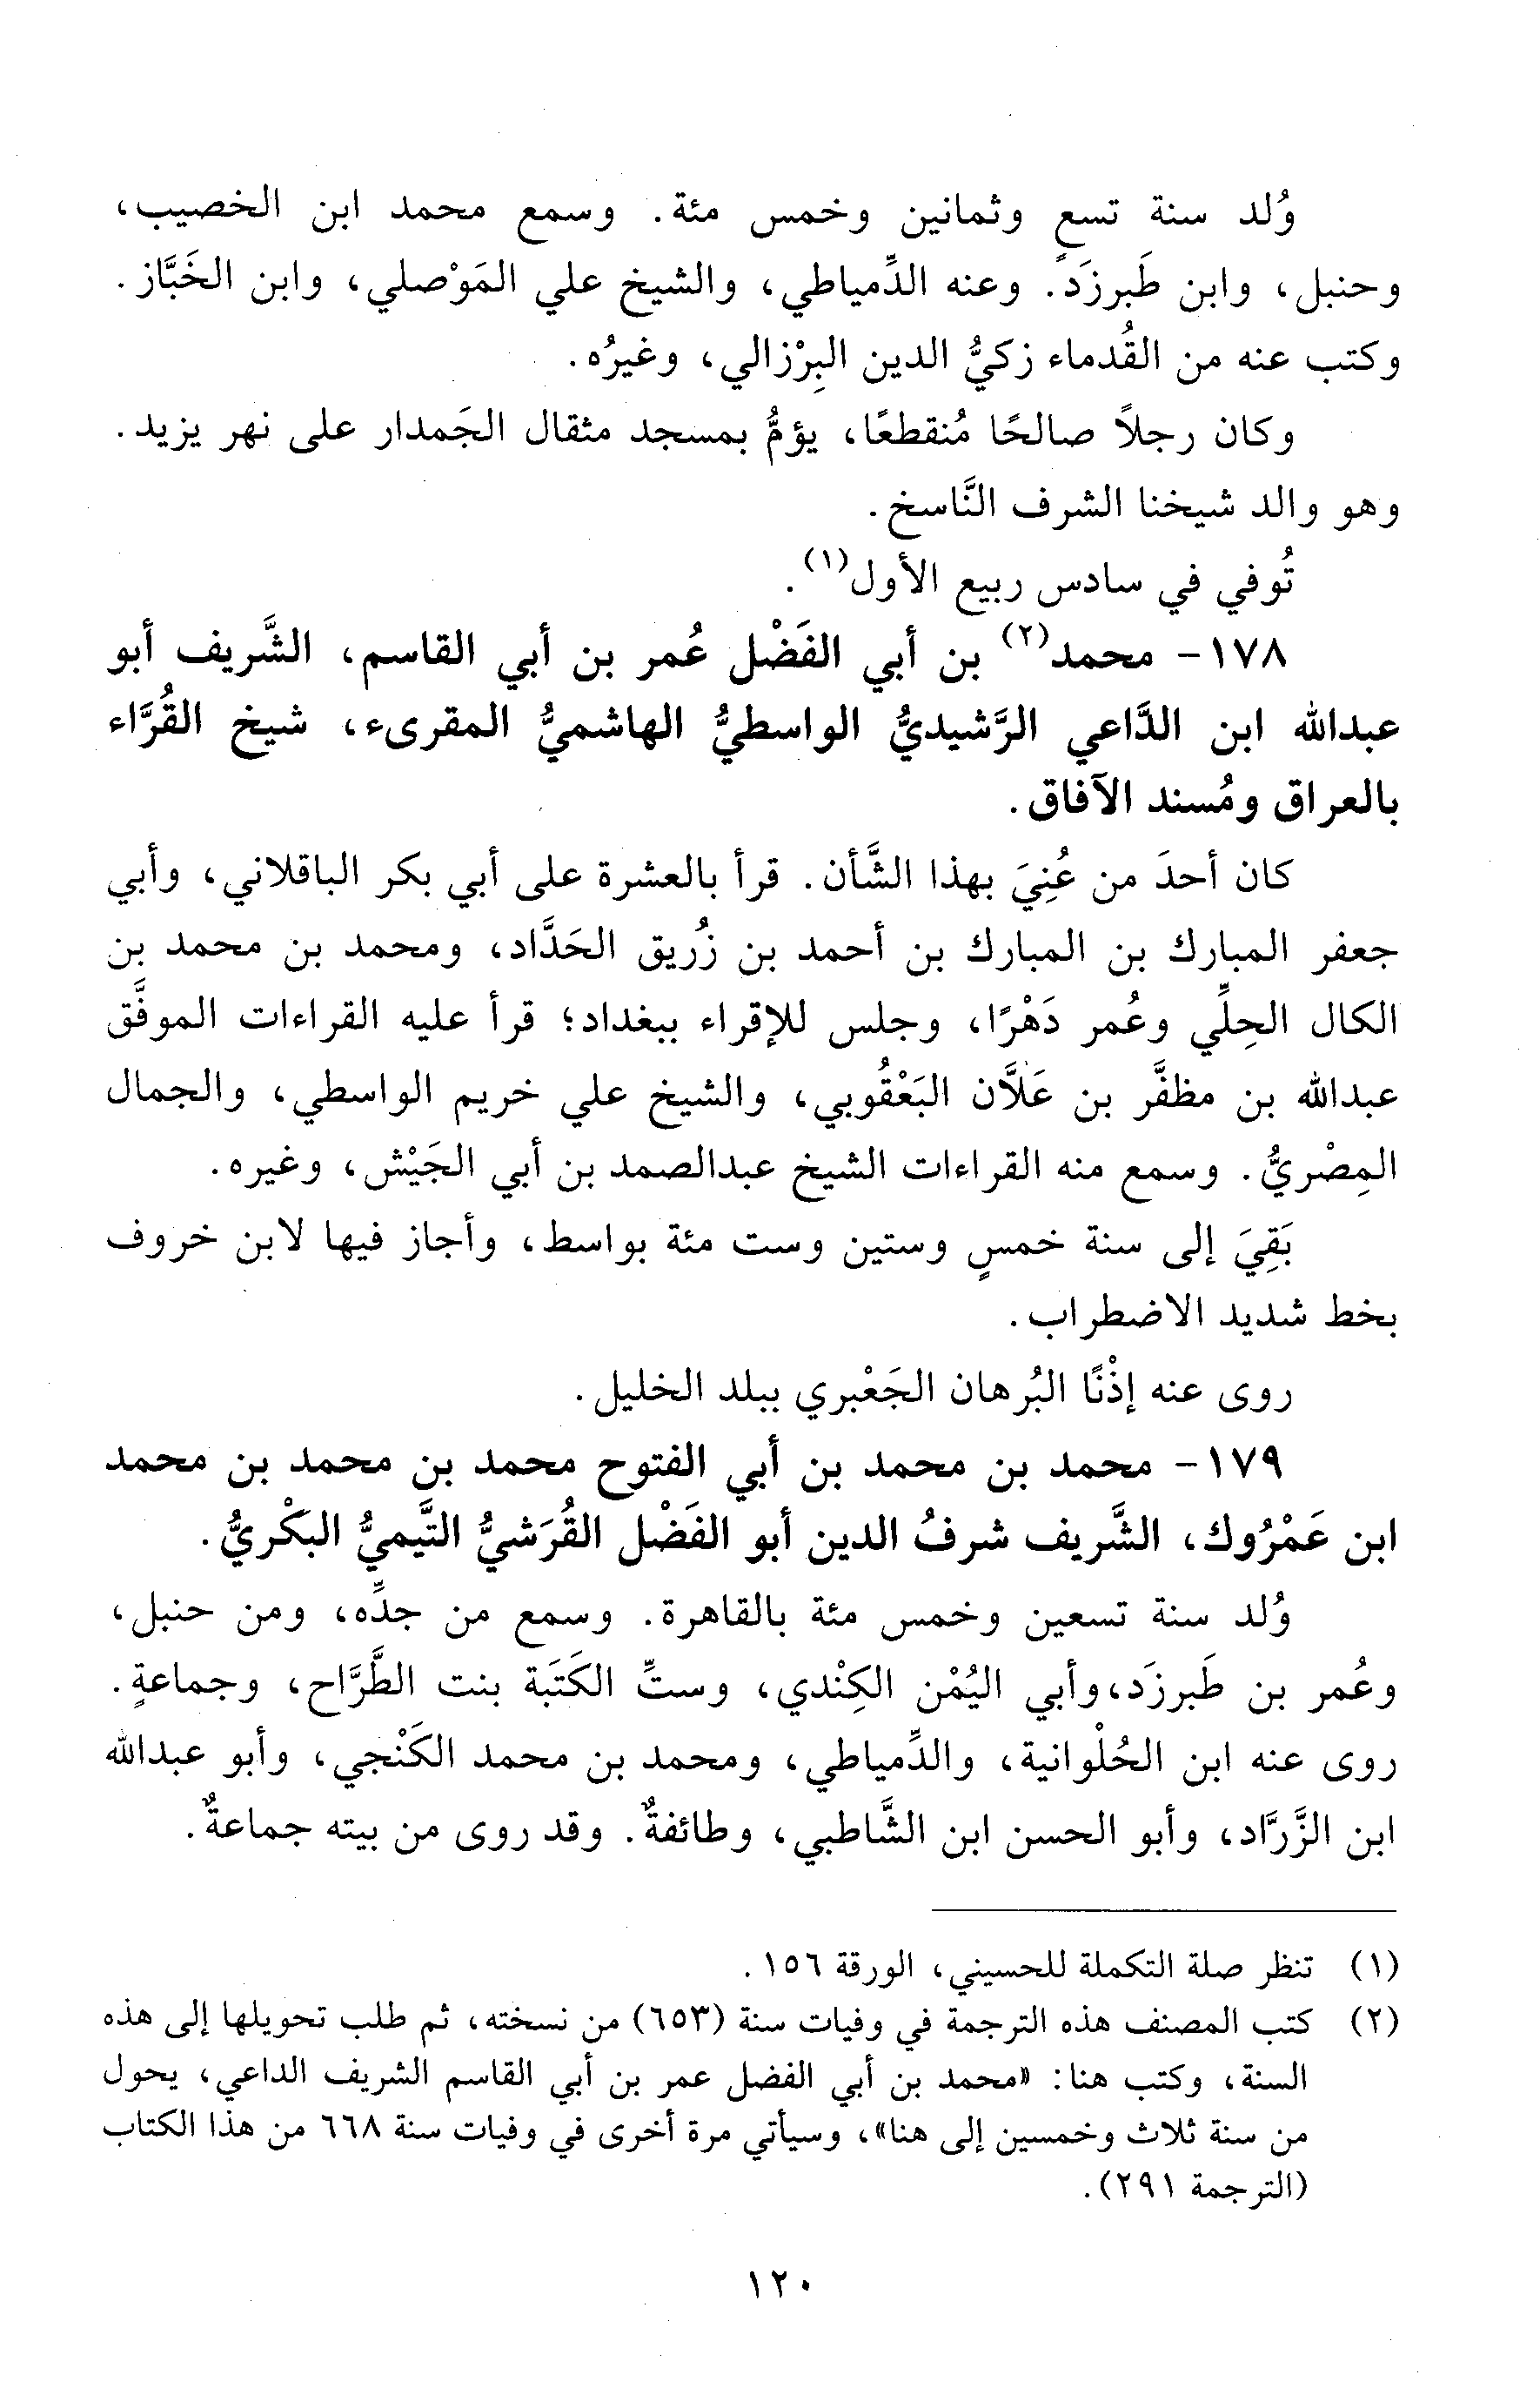 وُلد سنة تسعٍ وثمانين وخمس مئة. وسمع محمد ابن الخصيب،
وحنبل، وابن طَبرزَد. وعنه الدِّمياطي، والشيخ علي المَوْصلي، وابن الخَبَّاز.
وكتب عنه من القُدماء زكيُّ الدين البِرْزالي، وغيرُه.
وكان رجلاً صالحًا مُنقطعًا، يؤمُّ بمسجد مثقال الجَمدار على نهر يزيد.
وهو والد شيخنا الشرف النَّاسخ.
تُوفي في سادس ربيع الأول(١).
١٧٨- محمد(٢) بن أبي الفَضْل عُمر بن أبي القاسم، الشَّريف أبو
عبدالله ابن الدَّاعي الرَّشيديُّ الواسطيُّ الهاشميُّ المقرىء، شيخ القُرَّاء
بالعراق ومُسند الآفاق.
كان أحدَ من عُنِيَ بهذا الشَّأن. قرأ بالعشرة على أبي بكر الباقلاني، وأبي
جعفر المبارك بن المبارك بن أحمد بن زُريق الحَدَّاد، ومحمد بن محمد بن
الكال الحِلِّي وعُمر دَهْرًا، وجلس للإقراء ببغداد؛ قرأ عليه القراءات الموفَّق
عبدالله بن مظفَّر بن عَلاَّن البَعْقُوبي، والشيخ علي خريم الواسطي، والجمال
المِصْريُّ. وسمع منه القراءات الشيخ عبدالصمد بن أبي الجَيْش، وغيره.
بَقِيَ إلى سنة خمسٍ وستين وست مئة بواسط، وأجاز فيها لابن خروف
بخط شديد الاضطراب.
روى عنه إذْنًا البُرهان الجَعْبري ببلد الخليل.
١٧٩- محمد بن محمد بن أبي الفتوح محمد بن محمد بن محمد
ابن عَمْرُوك، الشَّريف شرفُ الدين أبو الفَضْل القُرَشيُّ التَّيميُّ البكْريُّ.
وُلد سنة تسعين وخمس مئة بالقاهرة. وسمع من جدِّه، ومن حنبل،
وعُمر بن طَبرزَد،وأبي اليُمْن الكِنْدي، وستِّ الكَتَبة بنت الطَّرَّاح، وجماعةٍ.
روى عنه ابن الحُلْوانية، والدِّمياطي، ومحمد بن محمد الكَنْجي، وأبو عبدالله
ابن الزَّرَّاد، وأبو الحسن ابن الشَّاطبي، وطائفةٌ. وقد روى من بيته جماعةٌ.
(١) تنظر صلة التكملة للحسيني، الورقة ١٥٦.
(٢) كتب المصنف هذه الترجمة في وفيات سنة (٦٥٣) من نسخته، ثم طلب تحويلها إلى هذه
السنة، وكتب هنا: «محمد بن أبي الفضل عمر بن أبي القاسم الشريف الداعي، يحول
من سنة ثلاث وخمسين إلى هنا»، وسيأتي مرة أخرى في وفيات سنة ٦٦٨ من هذا الكتاب
(الترجمة ٢٩١).
١٢٠